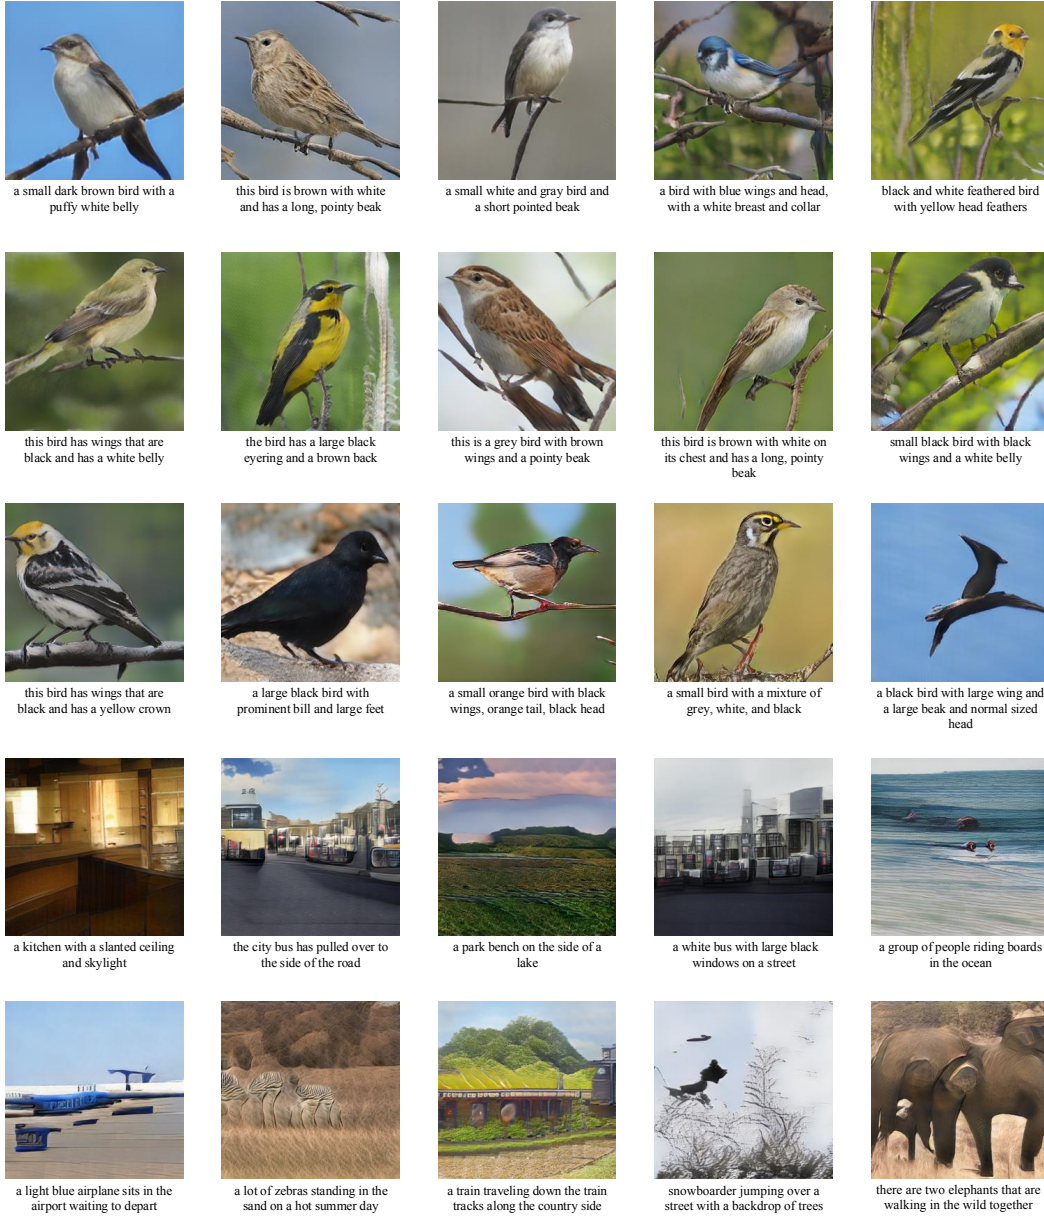 a small dark brown bird with a
puffy white belly
this bird is brown with white
and has a long, pointy beak
a small white and gray bird and
a short pointed beak
a bird with blue wings and head,
with a white breast and collar
black and white feathered bird
with yellow head feathers
this bird has wings that are
black and has a white belly
the bird has a large black
eyering and a brown back
this is a grey bird with brown
wings and a pointy beak
this bird is brown with white on
its chest and has a long, pointy
beak
small black bird with black
wings and a white belly
this bird has wings that are
black and has a yellow crown
a large black bird with
prominent bill and large feet
a small orange bird with black
wings, orange tail, black head
a small bird with a mixture of
grey, white, and black
a black bird with large wing and
a large beak and normal sized
head
a kitchen with a slanted ceiling
and skylight
the city bus has pulled over to
the side of the road
a park bench on the side of a
lake
a white bus with large black
windows on a street
a group of people riding boards
in the ocean
a light blue airplane sits in the
airport waiting to depart
a lot of zebras standing in the
sand on a hot summer day
a train traveling down the train
tracks along the country side
snowboarder jumping over a
street with a backdrop of trees
there are two elephants that are
walking in the wild together